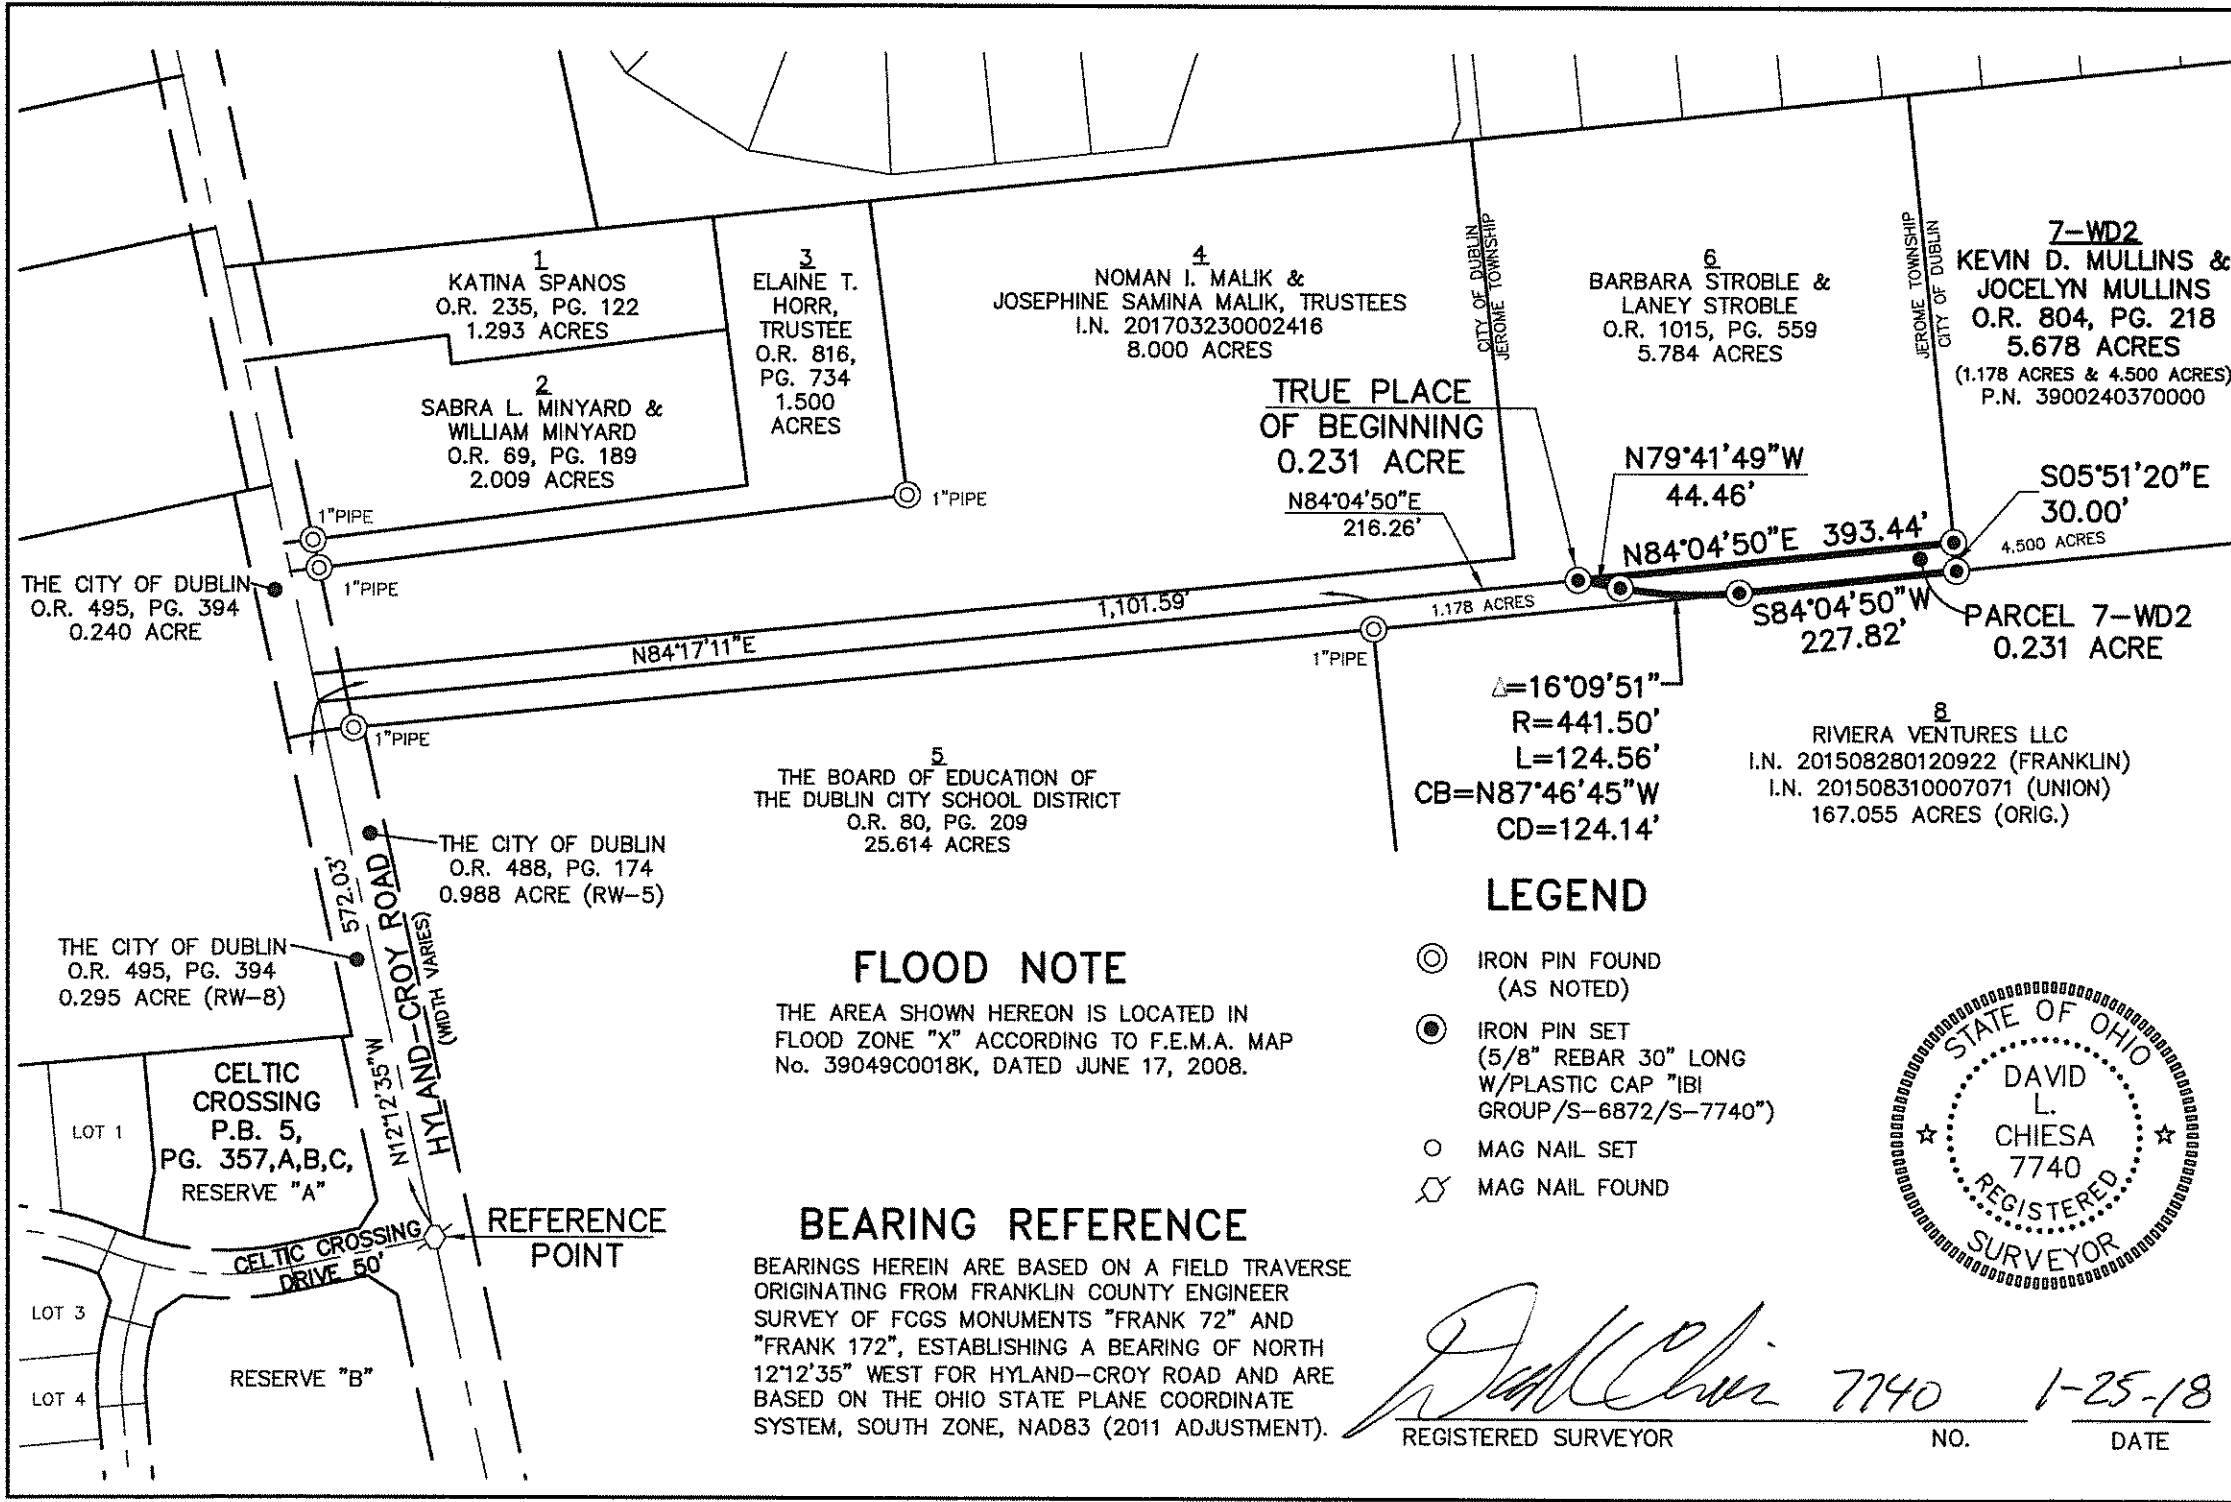 1
KATINA SPANOS
O.R. 235, PG. 122
1.293 ACRES
2
SABRA L. MINYARD &
WILLIAM MINYARD
O.R. 69, PG. 189
2.009 ACRES
3
ELAINE T.
HORR,
TRUSTEE
O.R. 816,
PG. 734
1.500
ACRES
4
NOMAN I. MALIK &
JOSEPHINE SAMINA MALIK, TRUSTEES
I.N. 201703230002416
8.000 ACRES
CITY OF DUBLIN
JEROME TOWNSHIP
6
BARBARA STROBLE &
LANEY STROBLE
O.R. 1015, PG. 559
5.784 ACRES
JEROME TOWNSHIP
CITY OF DUBLIN
7-WD2
KEVIN D. MULLINS &
JOCELYN MULLINS
O.R. 804, PG. 218
5.678 ACRES
(1.178 ACRES & 4.500 ACRES)
P.N. 3900240370000
TRUE PLACE
OF BEGINNING
0.231 ACRE
N84°04'50"E
216.26'
N79°41'49"W
44.46'
S05°51'20"E
30.00'
N84°04'50"E 393.44'
4.500 ACRES
1"PIPE
1"PIPE
1"PIPE
THE CITY OF DUBLIN
O.R. 495, PG. 394
0.240 ACRE
N84°17'11"E
1,101.59'
1.178 ACRES
S84°04'50"W
227.82'
PARCEL 7-WD2
0.231 ACRE
1"PIPE
1"PIPE
Δ=16°09'51"
R=441.50'
L=124.56'
CB=N87°46'45"W
CD=124.14'
8
RIVIERA VENTURES LLC
I.N. 201508280120922 (FRANKLIN)
I.N. 201508310007071 (UNION)
167.055 ACRES (ORIG.)
5
THE BOARD OF EDUCATION OF
THE DUBLIN CITY SCHOOL DISTRICT
O.R. 80, PG. 209
25.614 ACRES
THE CITY OF DUBLIN
O.R. 488, PG. 174
0.988 ACRE (RW-5)
572.03'
N12°12'35"W
HYLAND-CROY ROAD
(WIDTH VARIES)
THE CITY OF DUBLIN
O.R. 495, PG. 394
0.295 ACRE (RW-8)
CELTIC
CROSSING
P.B. 5,
PG. 357,A,B,C,
RESERVE "A"
LOT 1
CELTIC CROSSING
DRIVE 50'
REFERENCE
POINT
LOT 3
LOT 4
RESERVE "B"
FLOOD NOTE
THE AREA SHOWN HEREON IS LOCATED IN
FLOOD ZONE "X" ACCORDING TO F.E.M.A. MAP
No. 39049C0018K, DATED JUNE 17, 2008.
BEARING REFERENCE
BEARINGS HEREIN ARE BASED ON A FIELD TRAVERSE
ORIGINATING FROM FRANKLIN COUNTY ENGINEER
SURVEY OF FCGS MONUMENTS "FRANK 72" AND
"FRANK 172", ESTABLISHING A BEARING OF NORTH
12°12'35" WEST FOR HYLAND-CROY ROAD AND ARE
BASED ON THE OHIO STATE PLANE COORDINATE
SYSTEM, SOUTH ZONE, NAD83 (2011 ADJUSTMENT).
LEGEND
IRON PIN FOUND
(AS NOTED)
IRON PIN SET
(5/8" REBAR 30" LONG
W/PLASTIC CAP "IBI
GROUP/S-6872/S-7740")
MAG NAIL SET
MAG NAIL FOUND
STATE OF OHIO
DAVID
L.
CHIESA
7740
REGISTERED
SURVEYOR
7740 1-25-18
REGISTERED SURVEYOR NO. DATE